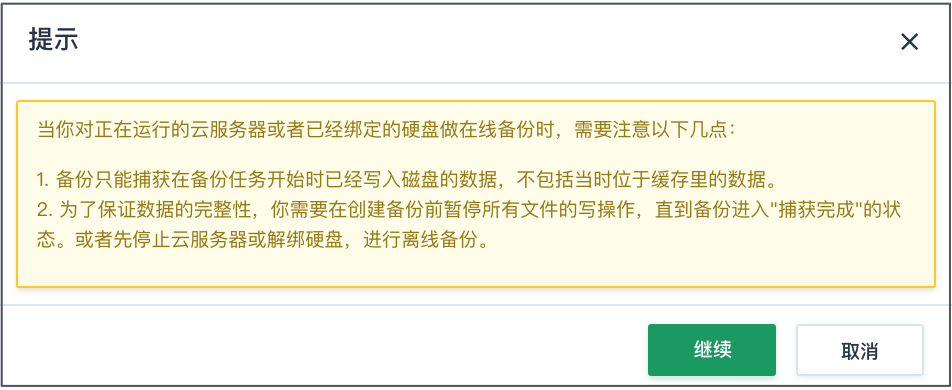 提示
当你对正在运行的云服务器或者已经绑定的硬盘做在线备份时，需要注意以下几点：
1. 备份只能捕获在备份任务开始时已经写入磁盘的数据，不包括当时位于缓存里的数据。
2. 为了保证数据的完整性，你需要在创建备份前暂停所有文件的写操作，直到备份进入"捕获完成"的状
态。或者先停止云服务器或解绑硬盘，进行离线备份。
继续
取消